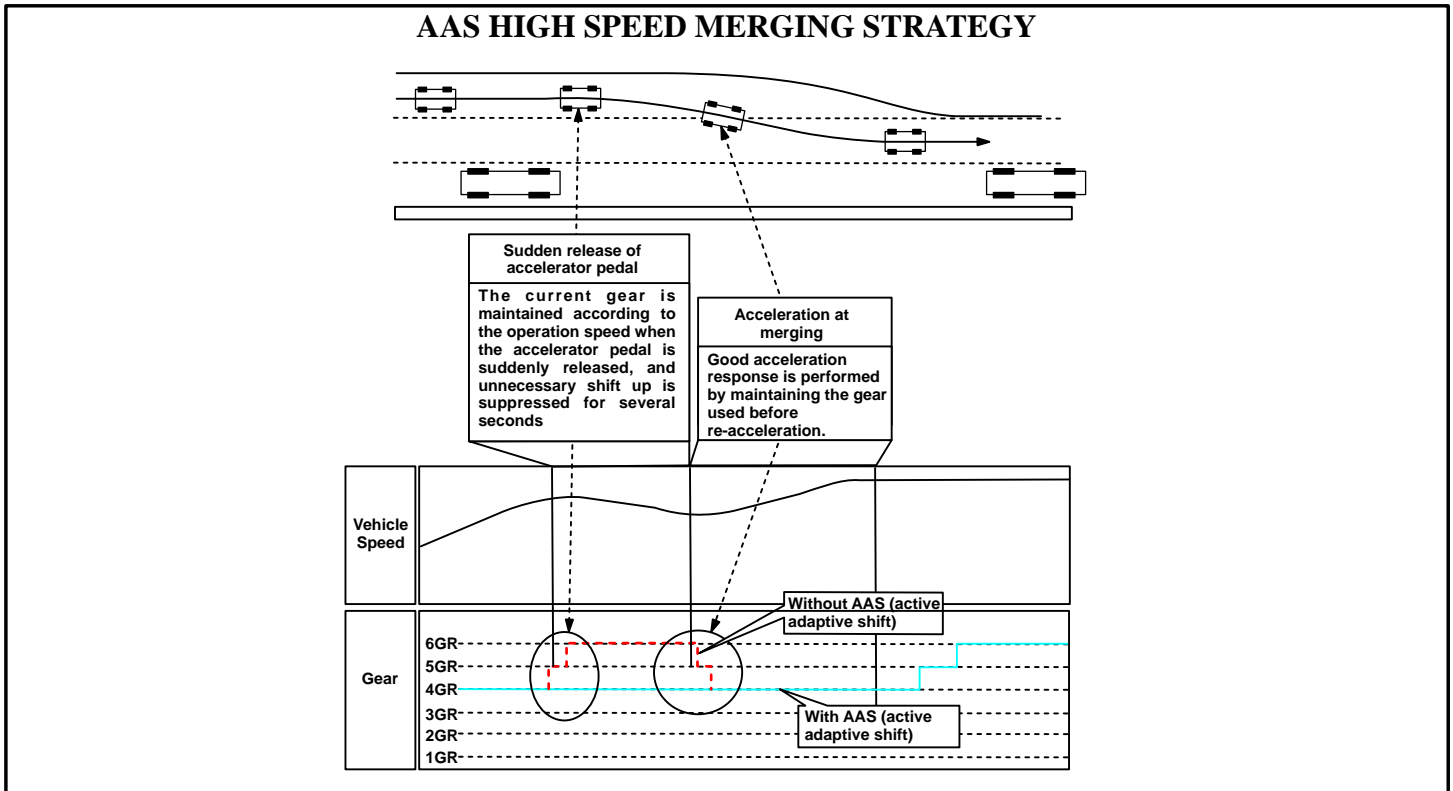 AAS HIGH SPEED MERGING STRATEGY
Sudden release of
accelerator pedal
The current gear is
maintained according to
the operation speed when
the accelerator pedal is
suddenly released, and
unnecessary shift up is
suppressed for several
seconds
Acceleration at
merging
Good acceleration
response is performed
by maintaining the gear
used before
re-acceleration.
Vehicle
Speed
Without AAS (active
adaptive shift)
Gear
6GR
5GR
4GR
3GR
2GR
1GR
With AAS (active
adaptive shift)